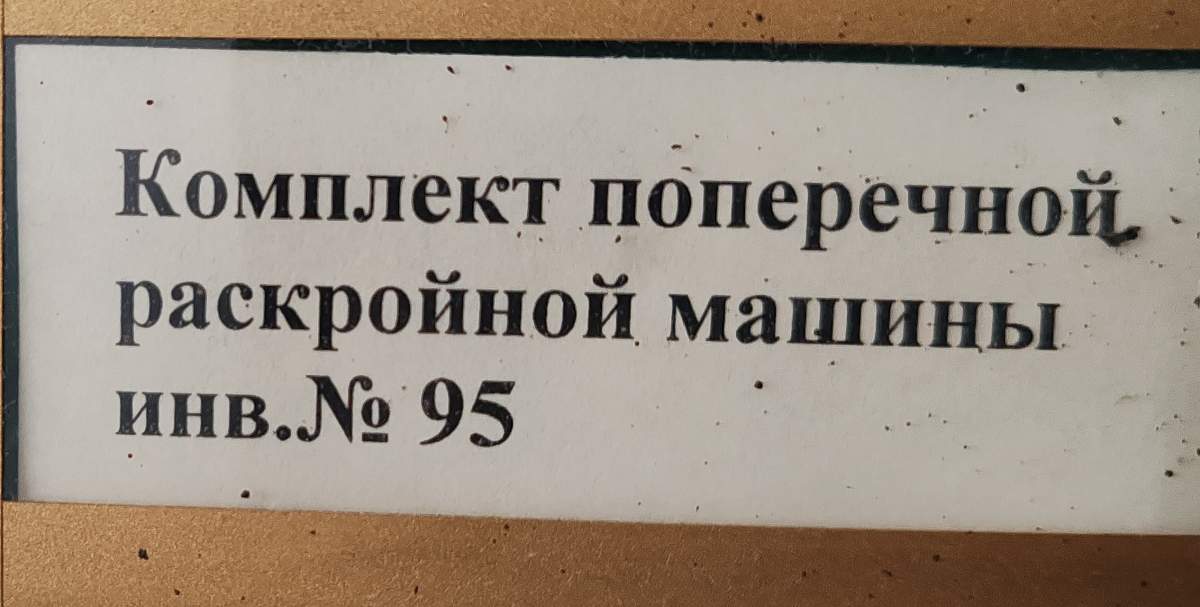 Комплект поперечной
раскройной машины
инв.№ 95